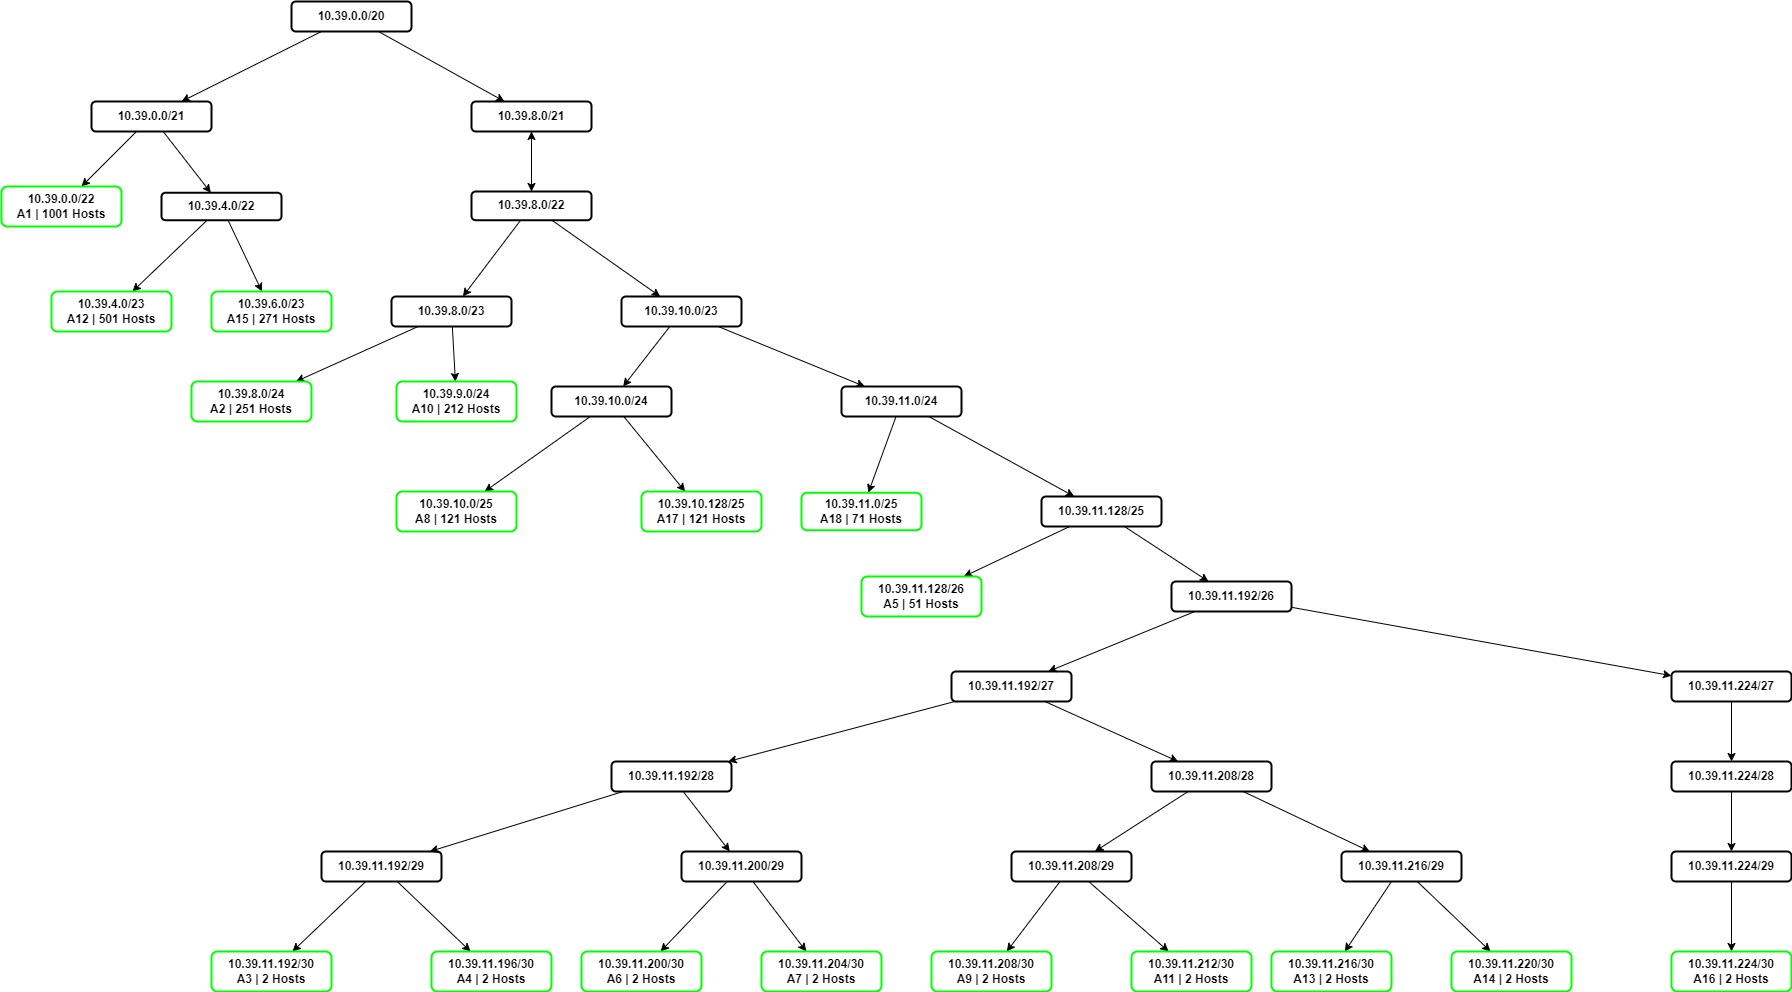 10.39.0.0/20
10.39.0.0/21
10.39.8.0/21
10.39.0.0/22
A1 | 1001 Hosts
10.39.4.0/22
10.39.8.0/22
10.39.4.0/23
A12 | 501 Hosts
10.39.6.0/23
A15 | 271 Hosts
10.39.8.0/23
10.39.10.0/23
10.39.8.0/24
A2 | 251 Hosts
10.39.9.0/24
A10 | 212 Hosts
10.39.10.0/24
10.39.11.0/24
10.39.10.0/25
A8 | 121 Hosts
10.39.10.128/25
A17 | 121 Hosts
10.39.11.0/25
A18 | 71 Hosts
10.39.11.128/25
10.39.11.128/26
A5 | 51 Hosts
10.39.11.192/26
10.39.11.192/27
10.39.11.224/27
10.39.11.192/28
10.39.11.208/28
10.39.11.224/28
10.39.11.192/29
10.39.11.200/29
10.39.11.208/29
10.39.11.216/29
10.39.11.224/29
10.39.11.192/30
A3 | 2 Hosts
10.39.11.196/30
A4 | 2 Hosts
10.39.11.200/30
A6 | 2 Hosts
10.39.11.204/30
A7 | 2 Hosts
10.39.11.208/30
A9 | 2 Hosts
10.39.11.212/30
A11 | 2 Hosts
10.39.11.216/30
A13 | 2 Hosts
10.39.11.220/30
A14 | 2 Hosts
10.39.11.224/30
A16 | 2 Hosts